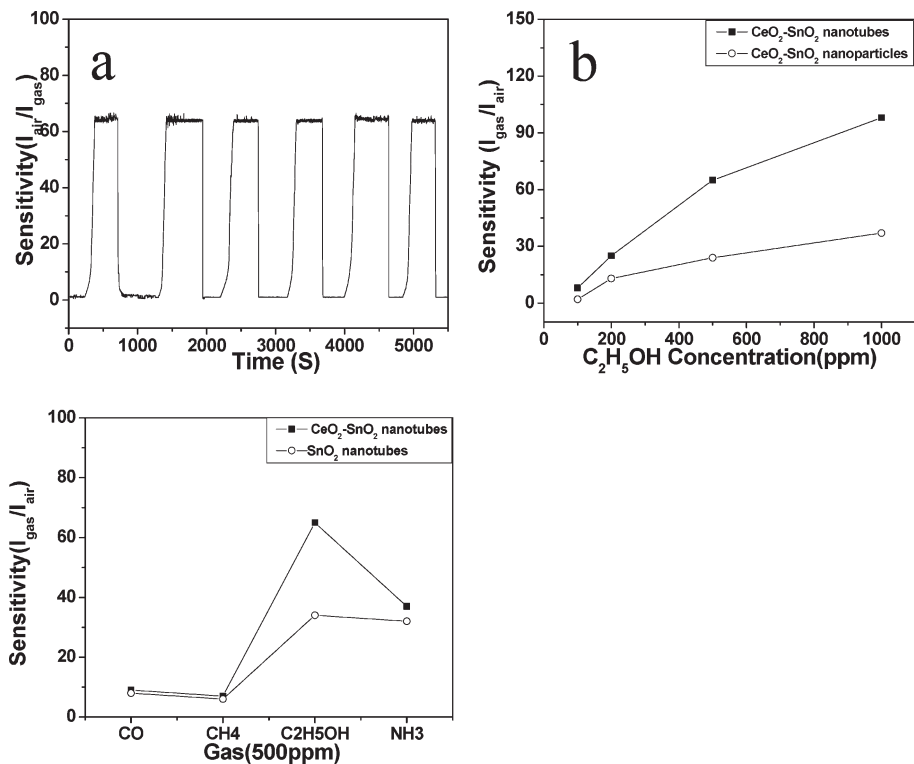 a
100
80
60
40
20
0
Sensitivity(I_air/I_gas)
0 1000 2000 3000 4000 5000
Time (S)
b
CeO₂-SnO₂ nanotubes
CeO₂-SnO₂ nanoparticles
150
120
90
60
30
0
Sensitivity (I_gas/I_air)
0 200 400 600 800 1000
C₂H₅OH Concentration(ppm)
CeO₂-SnO₂ nanotubes
SnO₂ nanotubes
100
80
60
40
20
0
Sensitivity(I_gas/I_air)
CO CH4 C2H5OH NH3
Gas(500ppm)